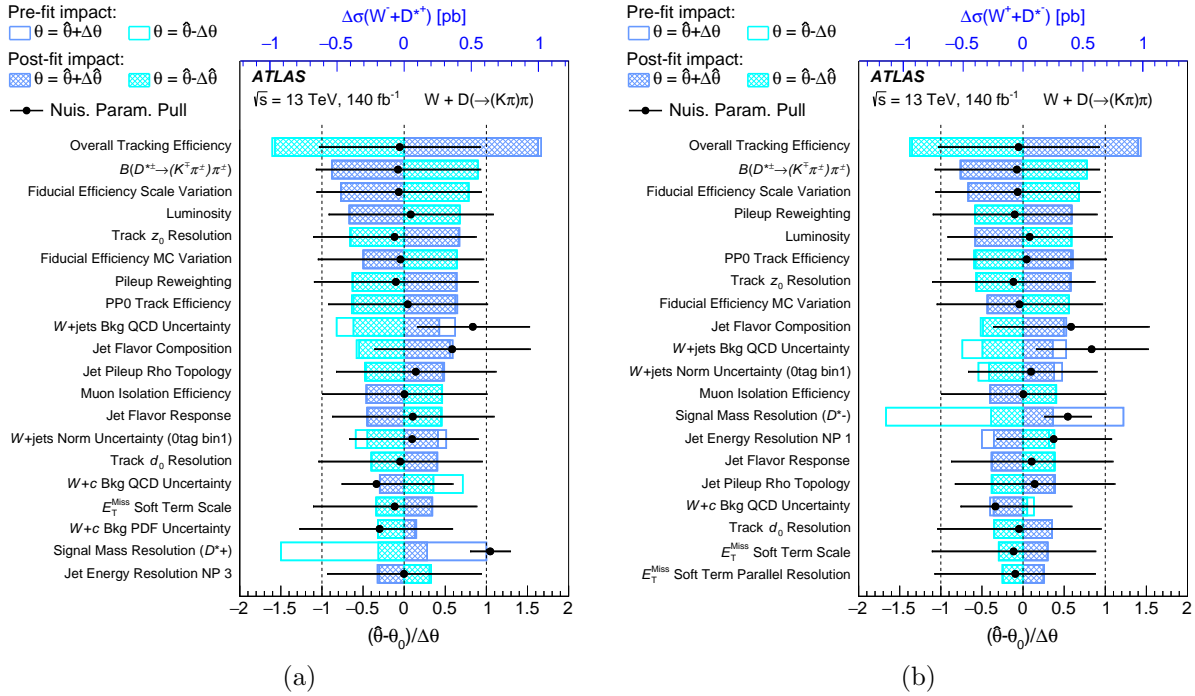 Pre-fit impact:
θ = θ̂+Δθ θ = θ̂-Δθ
Post-fit impact:
θ = θ̂+Δθ̂ θ = θ̂-Δθ̂
Nuis. Param. Pull
Δσ(W⁻+D*⁺) [pb]
−1 −0.5 0 0.5 1
ATLAS
√s = 13 TeV, 140 fb⁻¹ W + D(→(Kπ)π)
Overall Tracking Efficiency
B(D*±→(K∓π±)π±)
Fiducial Efficiency Scale Variation
Luminosity
Track z₀ Resolution
Fiducial Efficiency MC Variation
Pileup Reweighting
PP0 Track Efficiency
W+jets Bkg QCD Uncertainty
Jet Flavor Composition
Jet Pileup Rho Topology
Muon Isolation Efficiency
Jet Flavor Response
W+jets Norm Uncertainty (0tag bin1)
Track d₀ Resolution
W+c Bkg QCD Uncertainty
E_T^Miss Soft Term Scale
W+c Bkg PDF Uncertainty
Signal Mass Resolution (D*+)
Jet Energy Resolution NP 3
−2 −1.5 −1 −0.5 0 0.5 1 1.5 2
(θ̂-θ₀)/Δθ
(a)
Pre-fit impact:
θ = θ̂+Δθ θ = θ̂-Δθ
Post-fit impact:
θ = θ̂+Δθ̂ θ = θ̂-Δθ̂
Nuis. Param. Pull
Δσ(W⁺+D*⁻) [pb]
−1 −0.5 0 0.5 1
ATLAS
√s = 13 TeV, 140 fb⁻¹ W + D(→(Kπ)π)
Overall Tracking Efficiency
B(D*±→(K∓π±)π±)
Fiducial Efficiency Scale Variation
Pileup Reweighting
Luminosity
PP0 Track Efficiency
Track z₀ Resolution
Fiducial Efficiency MC Variation
Jet Flavor Composition
W+jets Bkg QCD Uncertainty
W+jets Norm Uncertainty (0tag bin1)
Muon Isolation Efficiency
Signal Mass Resolution (D*-)
Jet Energy Resolution NP 1
Jet Flavor Response
Jet Pileup Rho Topology
W+c Bkg QCD Uncertainty
Track d₀ Resolution
E_T^Miss Soft Term Scale
E_T^Miss Soft Term Parallel Resolution
−2 −1.5 −1 −0.5 0 0.5 1 1.5 2
(θ̂-θ₀)/Δθ
(b)